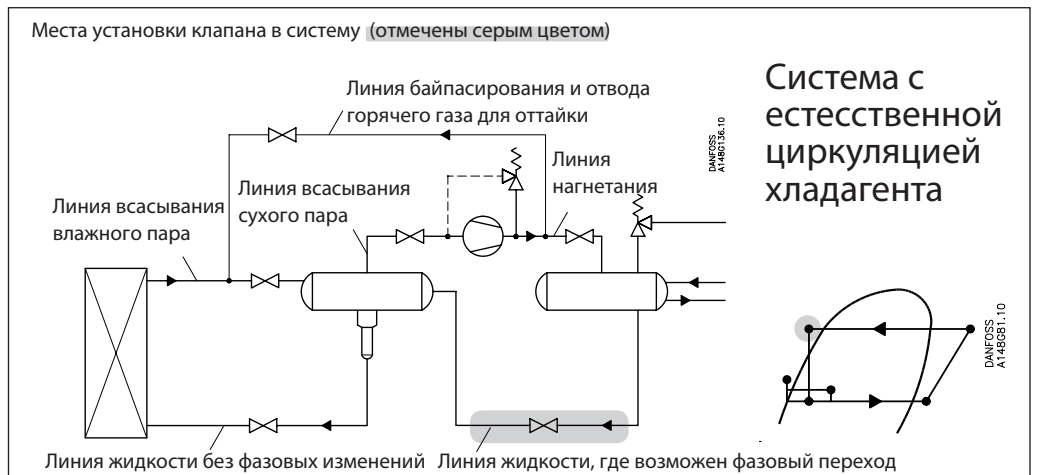 Места установки клапана в систему (отмечены серым цветом)
Линия байпасирования и отвода
горячего газа для оттайки
Система с
естесственной
циркуляцией
хладагента
DANFOSS
A148G136.10
Линия
нагнетания
Линия всасывания
сухого пара
Линия всасывания
влажного пара
DANFOSS
A148G81.10
Линия жидкости без фазовых изменений
Линия жидкости, где возможен фазовый переход